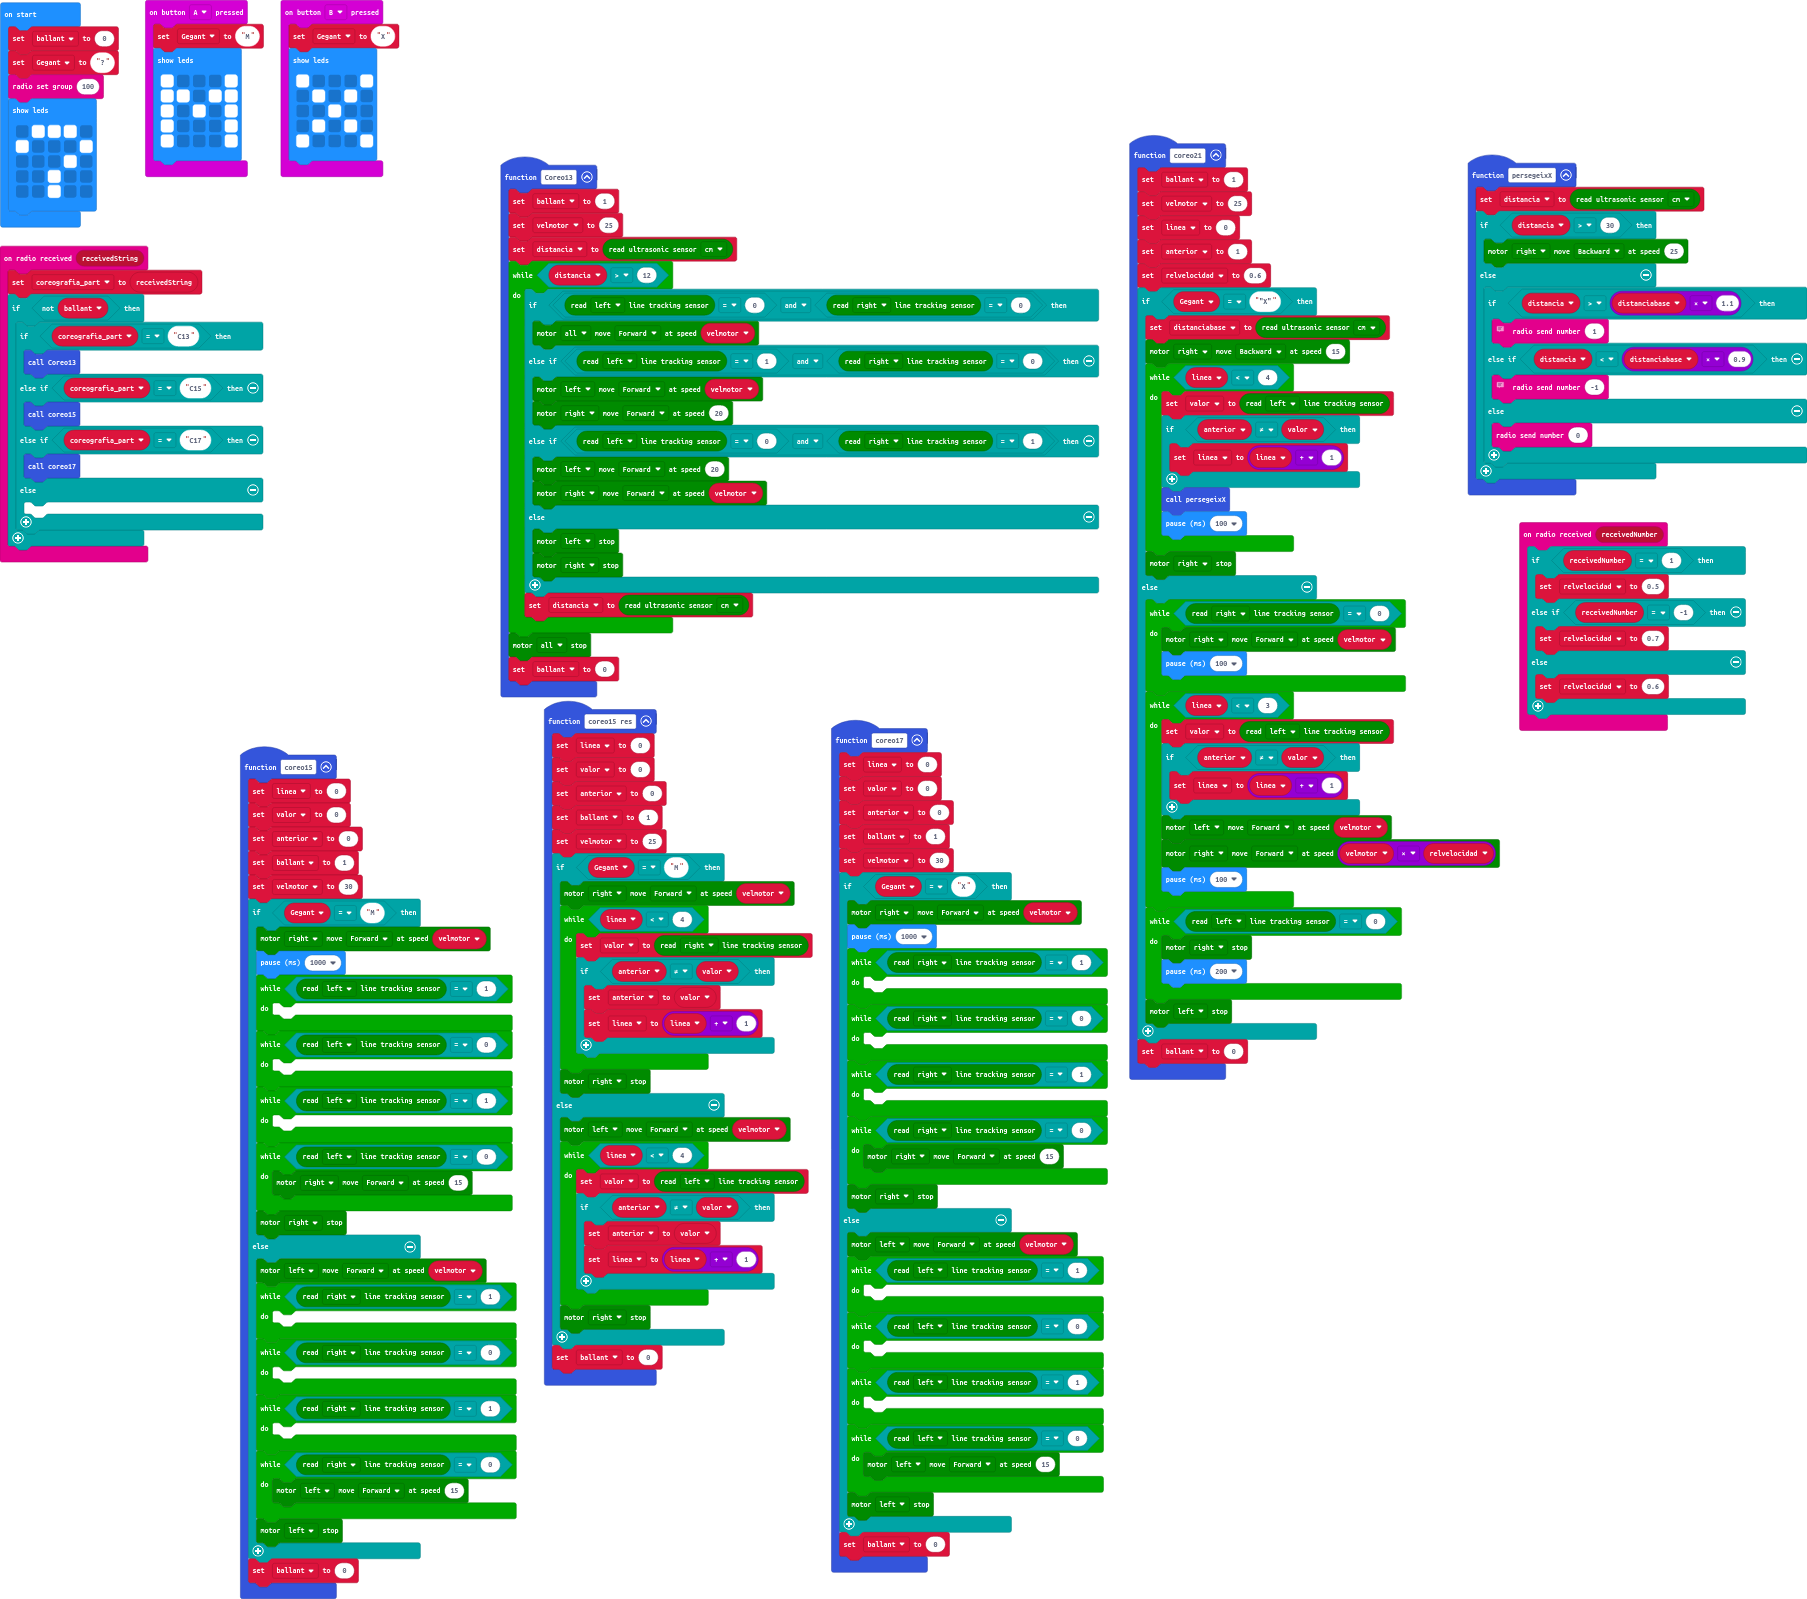 on start
set ballant to 0
set Gegant to "?"
radio set group 100
show leds
on button A pressed
set Gegant to "M"
show leds
on button B pressed
set Gegant to "X"
show leds
on radio received receivedString
set coreografia_part to receivedString
if not ballant then
if coreografia_part = "C13" then
call Coreo13
else if coreografia_part = "C15" then
call coreo15
else if coreografia_part = "C17" then
call coreo17
else
function Coreo13
set ballant to 1
set velmotor to 25
set distancia to read ultrasonic sensor cm
while distancia > 12
do
if read left line tracking sensor = 0 and read right line tracking sensor = 0 then
motor all move Forward at speed velmotor
else if read left line tracking sensor = 1 and read right line tracking sensor = 0 then
motor left move Forward at speed velmotor
motor right move Forward at speed 20
else if read left line tracking sensor = 0 and read right line tracking sensor = 1 then
motor left move Forward at speed 20
motor right move Forward at speed velmotor
else
motor left stop
motor right stop
set distancia to read ultrasonic sensor cm
motor all stop
set ballant to 0
function coreo15
set linea to 0
set valor to 0
set anterior to 0
set ballant to 1
set velmotor to 30
if Gegant = "M" then
motor right move Forward at speed velmotor
pause (ms) 1000
while read left line tracking sensor = 1
do
while read left line tracking sensor = 0
do
while read left line tracking sensor = 1
do
while read left line tracking sensor = 0
do
motor right move Forward at speed 15
motor right stop
else
motor left move Forward at speed velmotor
while read right line tracking sensor = 1
do
while read right line tracking sensor = 0
do
while read right line tracking sensor = 1
do
while read right line tracking sensor = 0
do
motor left move Forward at speed 15
motor left stop
set ballant to 0
function coreo15 res
set linea to 0
set valor to 0
set anterior to 0
set ballant to 1
set velmotor to 25
if Gegant = "M" then
motor right move Forward at speed velmotor
while linea < 4
do
set valor to read right line tracking sensor
if anterior ≠ valor then
set anterior to valor
set linea to linea + 1
motor right stop
else
motor left move Forward at speed velmotor
while linea < 4
do
set valor to read left line tracking sensor
if anterior ≠ valor then
set anterior to valor
set linea to linea + 1
motor right stop
set ballant to 0
function coreo17
set linea to 0
set valor to 0
set anterior to 0
set ballant to 1
set velmotor to 30
if Gegant = "X" then
motor right move Forward at speed velmotor
pause (ms) 1000
while read right line tracking sensor = 1
do
while read right line tracking sensor = 0
do
while read right line tracking sensor = 1
do
while read right line tracking sensor = 0
do
motor right move Forward at speed 15
motor right stop
else
motor left move Forward at speed velmotor
while read left line tracking sensor = 1
do
while read left line tracking sensor = 0
do
while read left line tracking sensor = 1
do
while read left line tracking sensor = 0
do
motor left move Forward at speed 15
motor left stop
set ballant to 0
function coreo21
set ballant to 1
set velmotor to 25
set linea to 0
set anterior to 1
set relvelocidad to 0.6
if Gegant = ""X"" then
set distanciabase to read ultrasonic sensor cm
motor right move Backward at speed 15
while linea < 4
do
set valor to read left line tracking sensor
if anterior ≠ valor then
set linea to linea + 1
call persegeixX
pause (ms) 100
motor right stop
else
while read right line tracking sensor = 0
do
motor right move Forward at speed velmotor
pause (ms) 100
while linea < 3
do
set valor to read left line tracking sensor
if anterior ≠ valor then
set linea to linea + 1
motor left move Forward at speed velmotor
motor right move Forward at speed velmotor × relvelocidad
pause (ms) 100
while read left line tracking sensor = 0
do
motor right stop
pause (ms) 200
motor left stop
set ballant to 0
function persegeixX
set distancia to read ultrasonic sensor cm
if distancia > 30 then
motor right move Backward at speed 25
else
if distancia > distanciabase × 1.1 then
radio send number 1
else if distancia < distanciabase × 0.9 then
radio send number -1
else
radio send number 0
on radio received receivedNumber
if receivedNumber = 1 then
set relvelocidad to 0.5
else if receivedNumber = -1 then
set relvelocidad to 0.7
else
set relvelocidad to 0.6